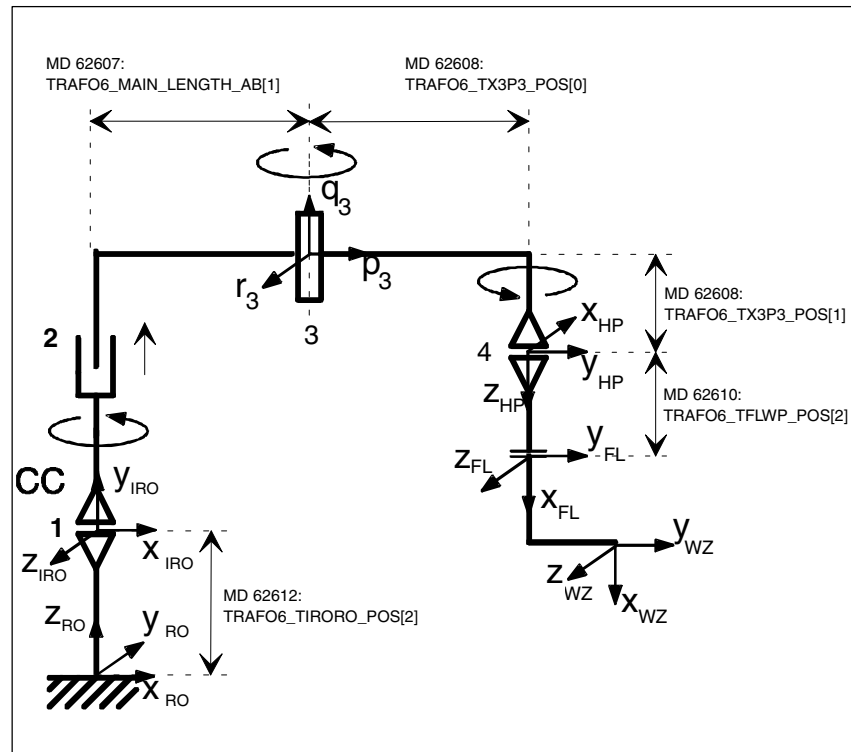 MD 62607:
TRAFO6_MAIN_LENGTH_AB[1]
MD 62608:
TRAFO6_TX3P3_POS[0]
q3
r3
p3
3
2
MD 62608:
TRAFO6_TX3P3_POS[1]
xHP
4
yHP
zHP
MD 62610:
TRAFO6_TFLWP_POS[2]
CC
yIRO
1
xIRO
zIRO
zFL
yFL
xFL
MD 62612:
TRAFO6_TIRORO_POS[2]
yWZ
zWZ
xWZ
zRO
yRO
xRO